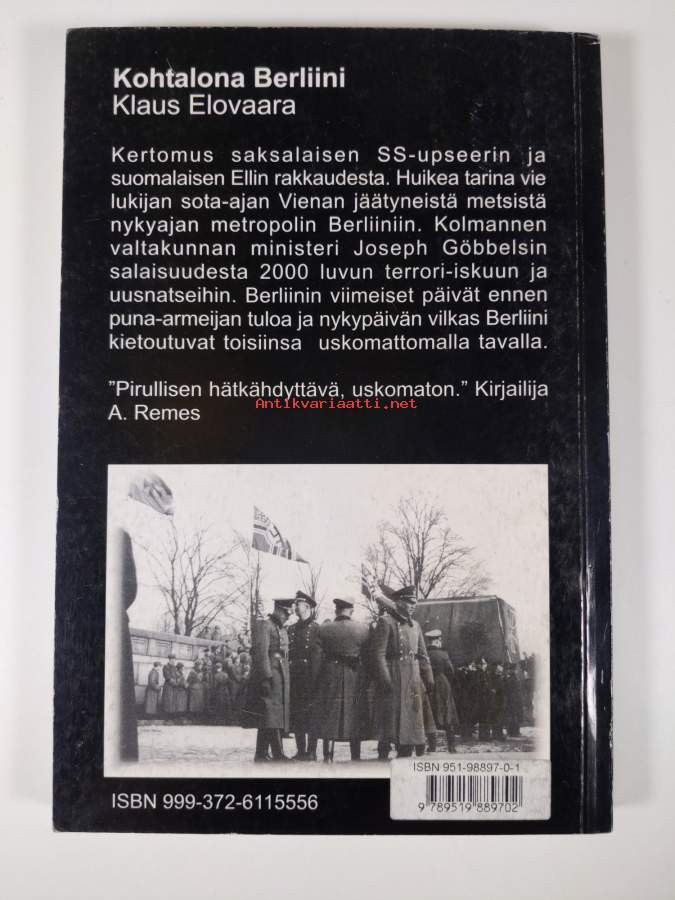 Kohtalona Berliini
Klaus Elovaara
Kertomus saksalaisen SS-upseerin ja
suomalaisen Ellin rakkaudesta. Huikea tarina vie
lukijan sota-ajan Vienan jäätyneistä metsistä
nykyajan metropolin Berliiniin. Kolmannen
valtakunnan ministeri Joseph Göbbelsin
salaisuudesta 2000 luvun terrori-iskuun ja
uusnatseihin. Berliinin viimeiset päivät ennen
puna-armeijan tuloa ja nykypäivän vilkas Berliini
kietoutuvat toisiinsa uskomattomalla tavalla.
”Pirullisen hätkähdyttävä, uskomaton.” Kirjailija
A. Remes
Antikvariaatti.net
ISBN 951-98897-0-1
9 789519 889702
ISBN 999-372-6115556